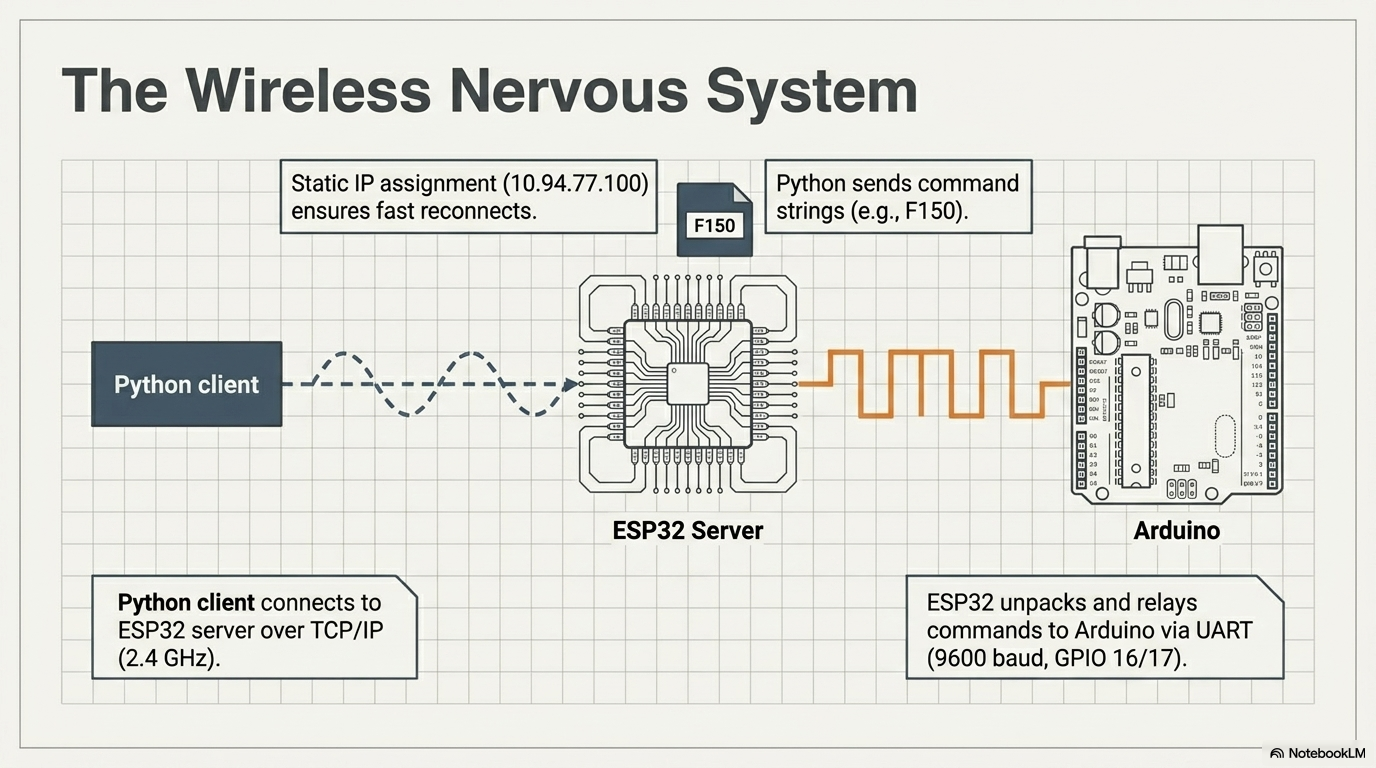 The Wireless Nervous System
Static IP assignment (10.94.77.100)
ensures fast reconnects.
F150
Python sends command
strings (e.g., F150).
Python client
ESP32 Server
Arduino
Python client connects to
ESP32 server over TCP/IP
(2.4 GHz).
ESP32 unpacks and relays
commands to Arduino via UART
(9600 baud, GPIO 16/17).
NotebookLM